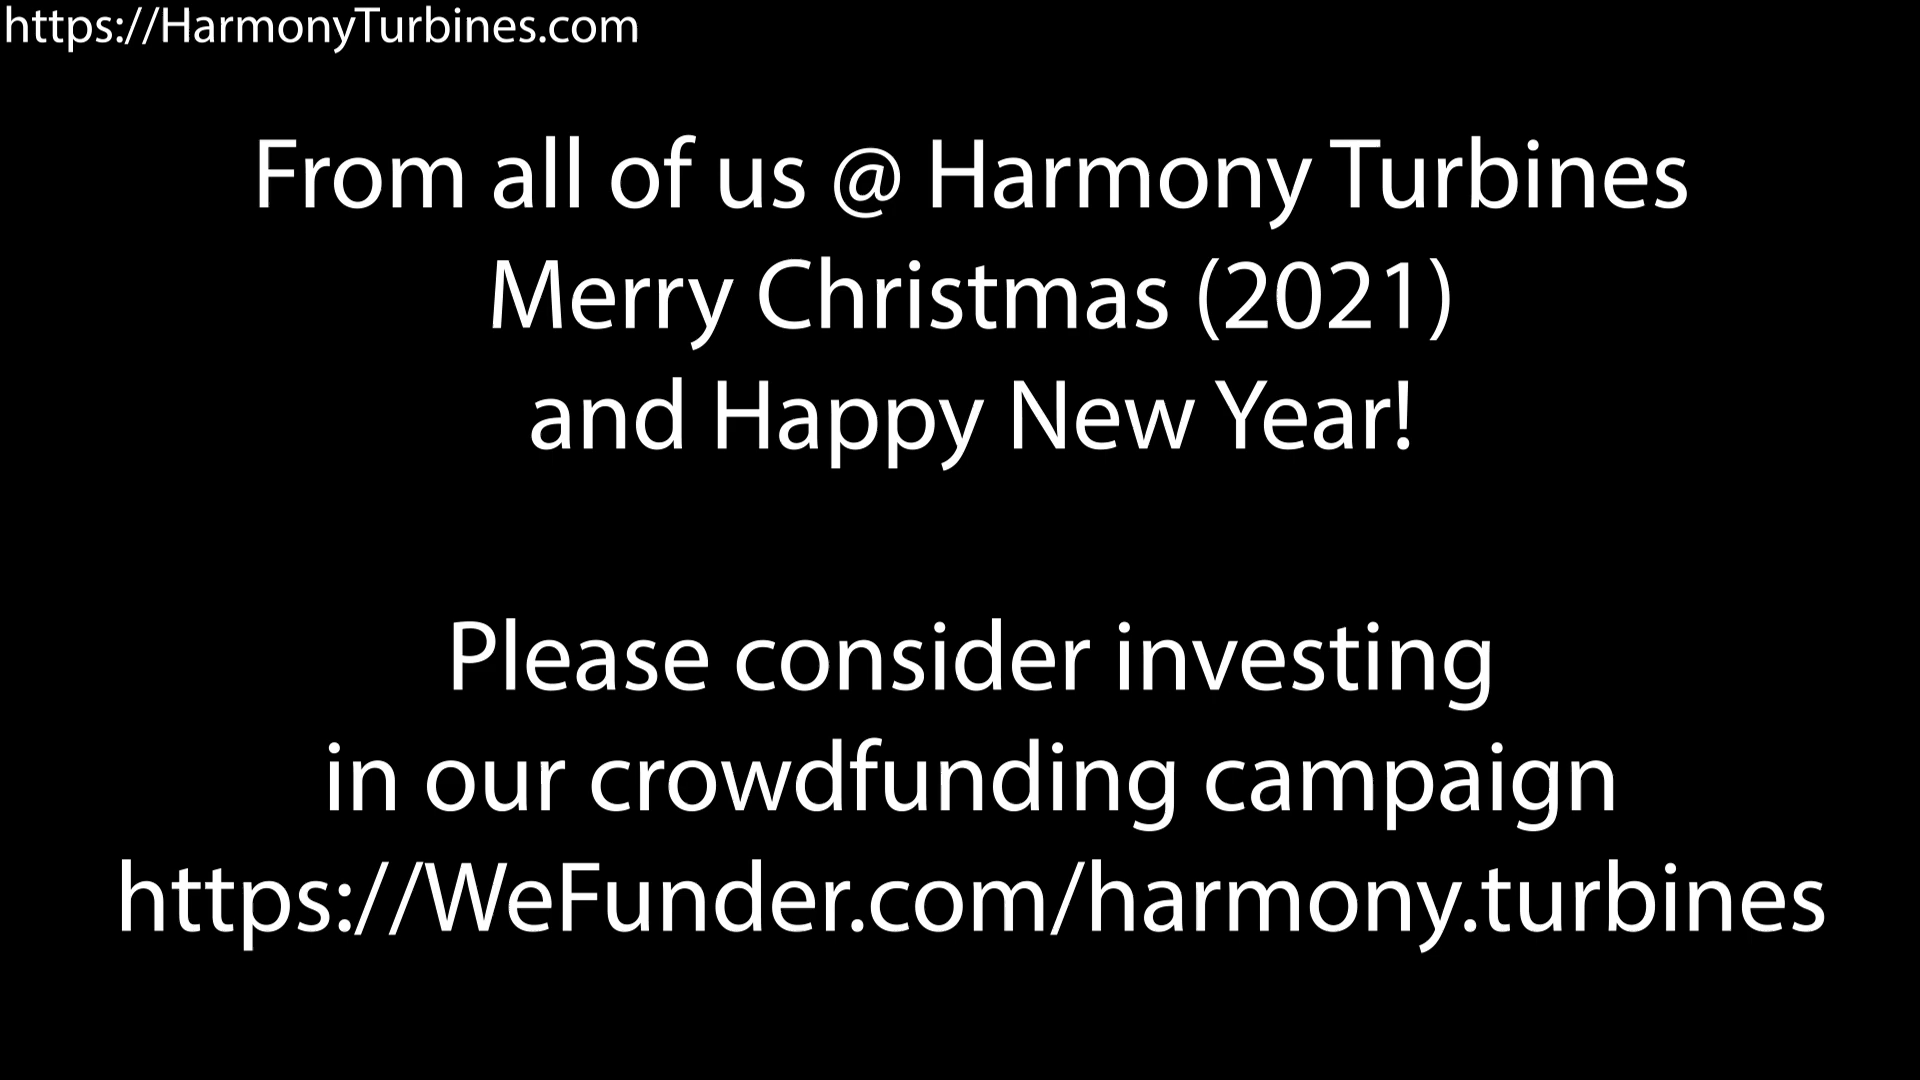 https://HarmonyTurbines.com
From all of us @ Harmony Turbines
Merry Christmas (2021)
and Happy New Year!
Please consider investing
in our crowdfunding campaign
https://WeFunder.com/harmony.turbines